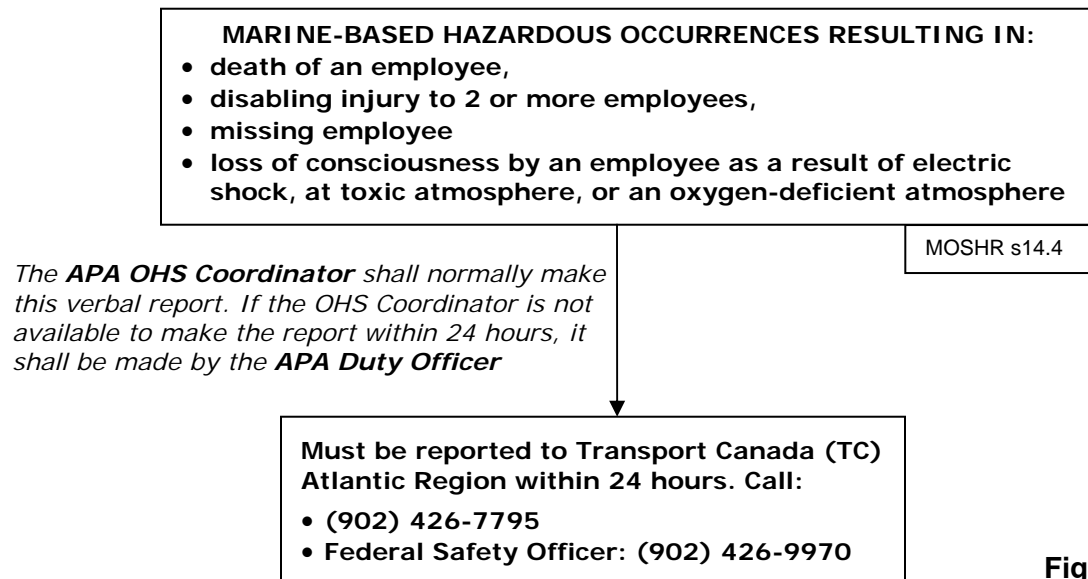 MARINE-BASED HAZARDOUS OCCURRENCES RESULTING IN:
• death of an employee,
• disabling injury to 2 or more employees,
• missing employee
• loss of consciousness by an employee as a result of electric
shock, at toxic atmosphere, or an oxygen-deficient atmosphere
MOSHR s14.4
The APA OHS Coordinator shall normally make
this verbal report. If the OHS Coordinator is not
available to make the report within 24 hours, it
shall be made by the APA Duty Officer
Must be reported to Transport Canada (TC)
Atlantic Region within 24 hours. Call:
• (902) 426-7795
• Federal Safety Officer: (902) 426-9970
Fig